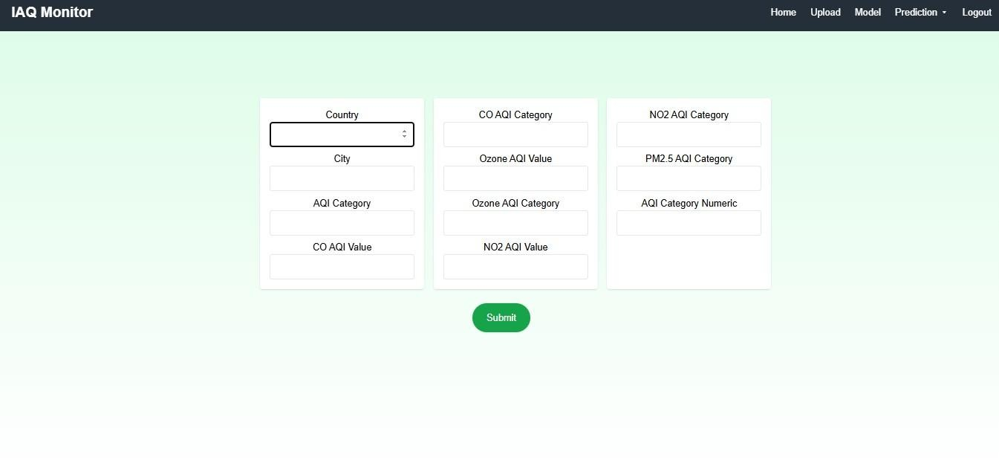 IAQ Monitor
Home Upload Model Prediction Logout
Country
City
AQI Category
CO AQI Value
CO AQI Category
Ozone AQI Value
Ozone AQI Category
NO2 AQI Value
NO2 AQI Category
PM2.5 AQI Category
AQI Category Numeric
Submit